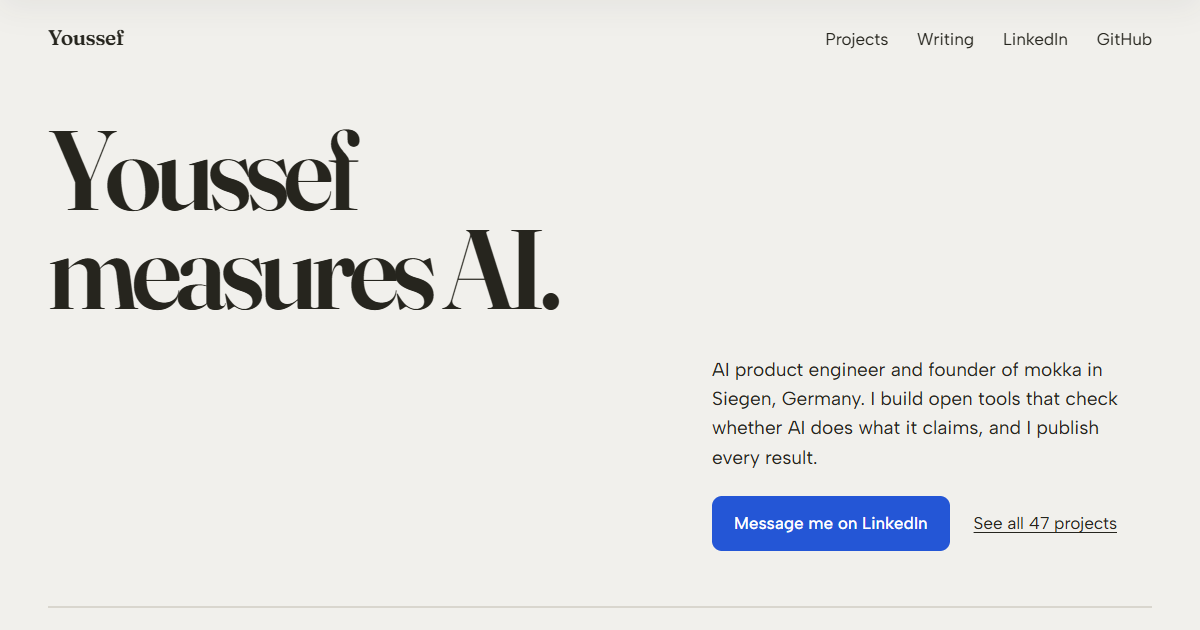 Youssef
Projects
Writing
LinkedIn
GitHub
Youssef
measures AI.
AI product engineer and founder of mokka in
Siegen, Germany. I build open tools that check
whether AI does what it claims, and I publish
every result.
Message me on LinkedIn
See all 47 projects